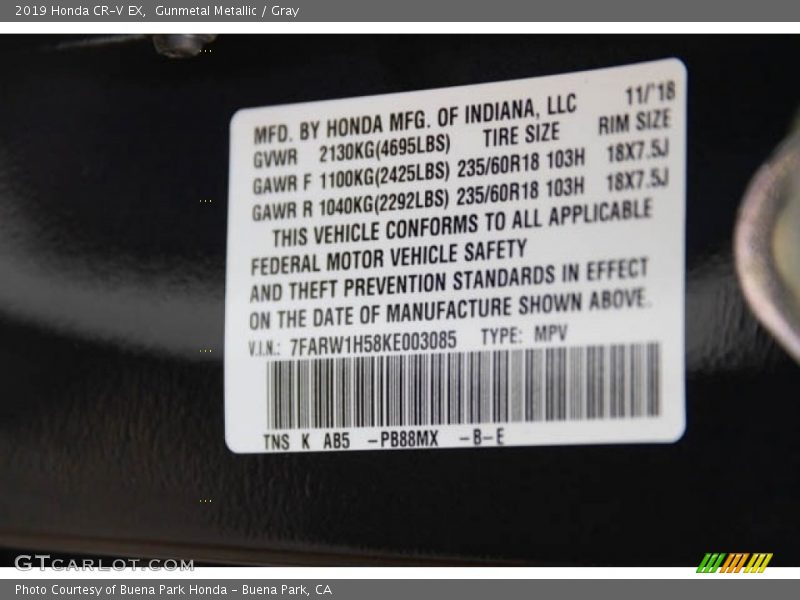 2019 Honda CR-V EX, Gunmetal Metallic / Gray
MFD. BY HONDA MFG. OF INDIANA, LLC 11/'18
GVWR 2130KG(4695LBS) TIRE SIZE RIM SIZE
GAWR F 1100KG(2425LBS) 235/60R18 103H 18X7.5J
GAWR R 1040KG(2292LBS) 235/60R18 103H 18X7.5J
THIS VEHICLE CONFORMS TO ALL APPLICABLE
FEDERAL MOTOR VEHICLE SAFETY
AND THEFT PREVENTION STANDARDS IN EFFECT
ON THE DATE OF MANUFACTURE SHOWN ABOVE.
V.I.N.: 7FARW1H58KE003085 TYPE: MPV
TNS K AB5 -PB88MX -B-E
GTCARLOT.COM
Photo Courtesy of Buena Park Honda - Buena Park, CA